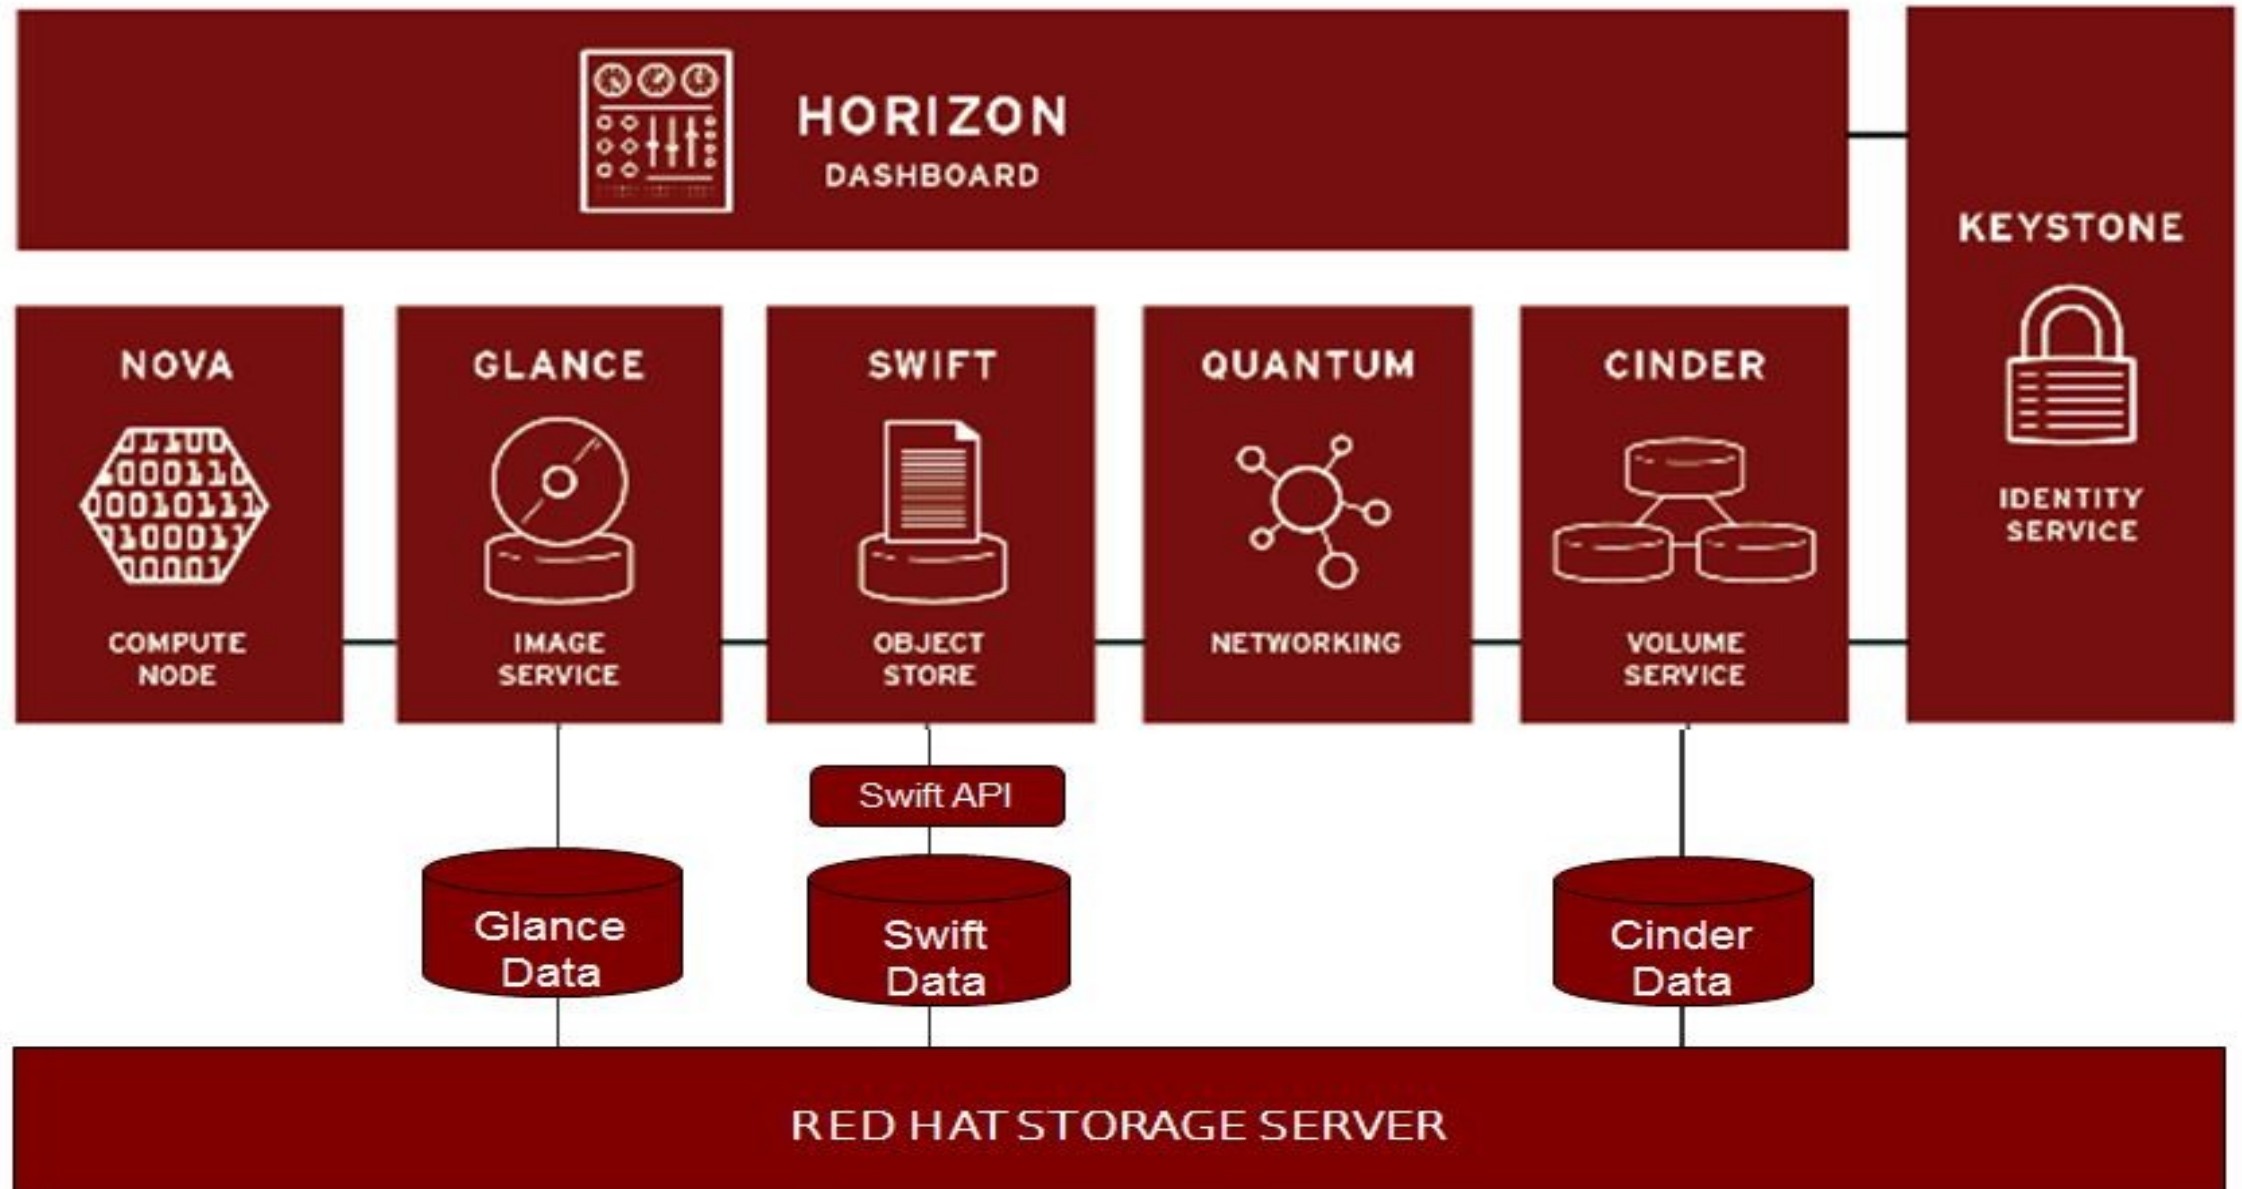 HORIZON
DASHBOARD
KEYSTONE
IDENTITY
SERVICE
NOVA
COMPUTE
NODE
GLANCE
IMAGE
SERVICE
SWIFT
OBJECT
STORE
QUANTUM
NETWORKING
CINDER
VOLUME
SERVICE
Swift API
Glance
Data
Swift
Data
Cinder
Data
RED HAT STORAGE SERVER